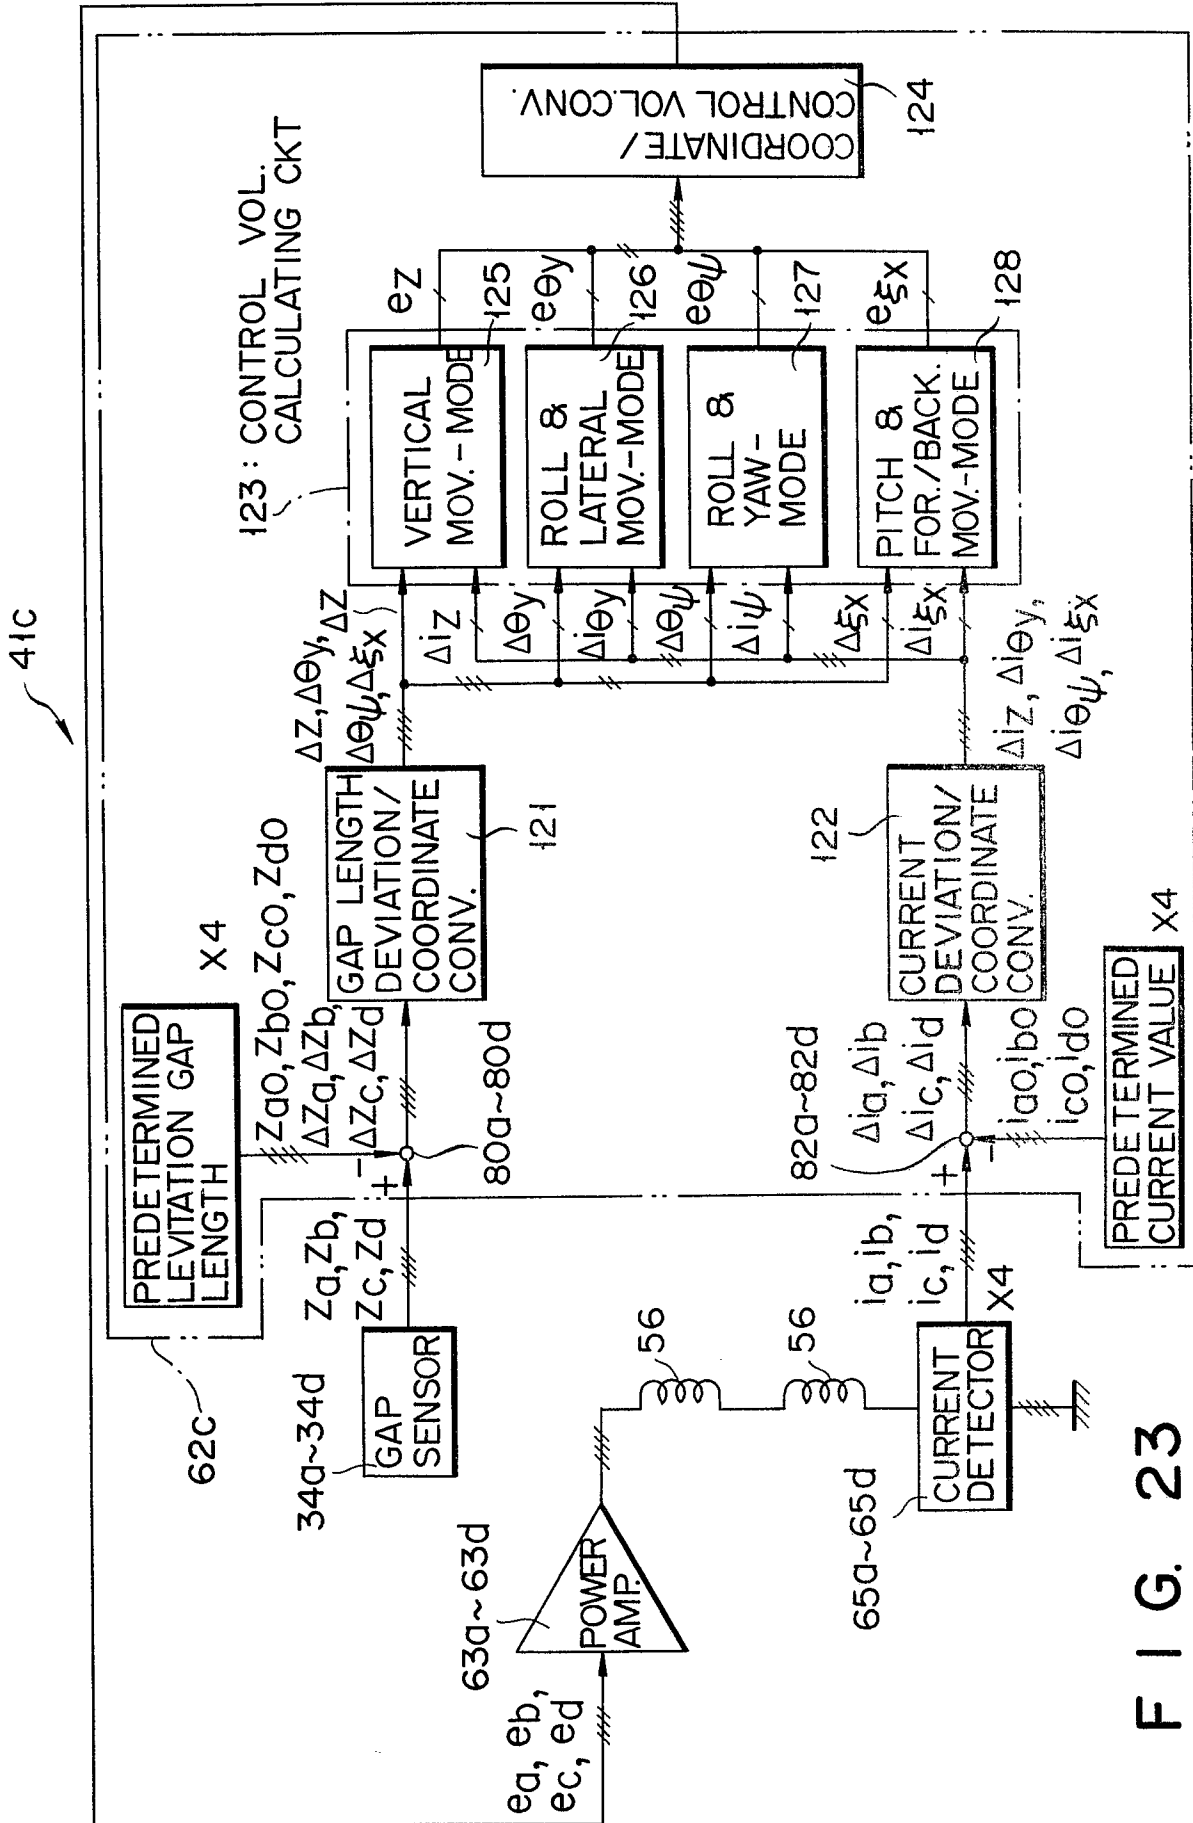 41c
62c
PREDETERMINED
LEVITATION GAP
LENGTH
X4
Zao, Zbo, Zco, Zdo
ΔZa, ΔZb,
ΔZc, ΔZd
34a~34d
GAP
SENSOR
Za, Zb,
Zc, Zd
+
-
80a~80d
GAP LENGTH
DEVIATION/
COORDINATE
CONV.
121
ΔZ, Δθy,
Δθψ, Δξx
ΔZ
Δiz
Δθy
Δiθy
Δθψ
Δiψ
Δξx
Δiξx
123: CONTROL VOL.
CALCULATING CKT
VERTICAL
MOV.-MODE
125
ez
ROLL &
LATERAL
MOV.-MODE
126
eθy
ROLL &
YAW-
MODE
127
eθψ
PITCH &
FOR./BACK.
MOV.-MODE
128
eξx
COORDINATE/
CONTROL VOL.CONV.
124
63a~63d
POWER
AMP.
ea, eb,
ec, ed
56
56
65a~65d
CURRENT
DETECTOR
X4
ia, ib,
ic, id
+
-
82a~82d
Δia, Δib
Δic, Δid
iao, ibo
ico, ido
PREDETERMINED
CURRENT VALUE
X4
122
CURRENT
DEVIATION/
COORDINATE
CONV.
Δiz, Δiθy,
Δiθψ, Δiξx
FIG. 23